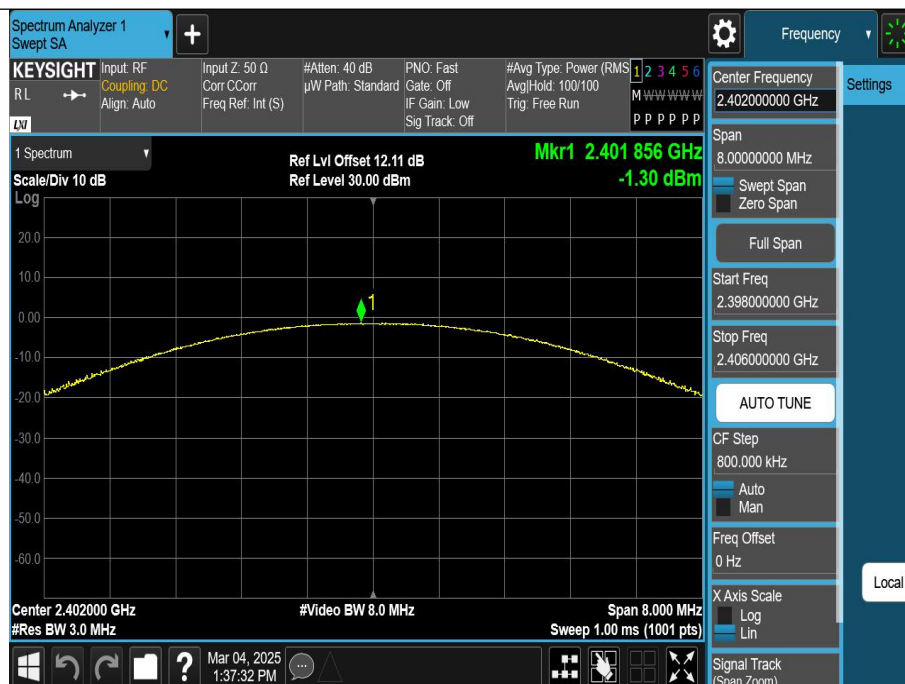 Spectrum Analyzer 1
Swept SA
+
Frequency
KEYSIGHT
RL
LXI
Input: RF
Coupling: DC
Align: Auto
Input Z: 50 Ω
Corr CCorr
Freq Ref: Int (S)
#Atten: 40 dB
µW Path: Standard
PNO: Fast
Gate: Off
IF Gain: Low
Sig Track: Off
#Avg Type: Power (RMS
Avg|Hold: 100/100
Trig: Free Run
1 2 3 4 5 6
M W W W W W
P P P P P P
1 Spectrum
Scale/Div 10 dB
Log
Ref Lvl Offset 12.11 dB
Ref Level 30.00 dBm
Mkr1 2.401 856 GHz
-1.30 dBm
20.0
10.0
0.00
-10.0
-20.0
-30.0
-40.0
-50.0
-60.0
1
Center 2.402000 GHz
#Res BW 3.0 MHz
#Video BW 8.0 MHz
Span 8.000 MHz
Sweep 1.00 ms (1001 pts)
?
Mar 04, 2025
1:37:32 PM
Center Frequency
2.402000000 GHz
Span
8.00000000 MHz
Swept Span
Zero Span
Full Span
Start Freq
2.398000000 GHz
Stop Freq
2.406000000 GHz
AUTO TUNE
CF Step
800.000 kHz
Auto
Man
Freq Offset
0 Hz
X Axis Scale
Log
Lin
Signal Track
(Span Zoom)
Settings
Local